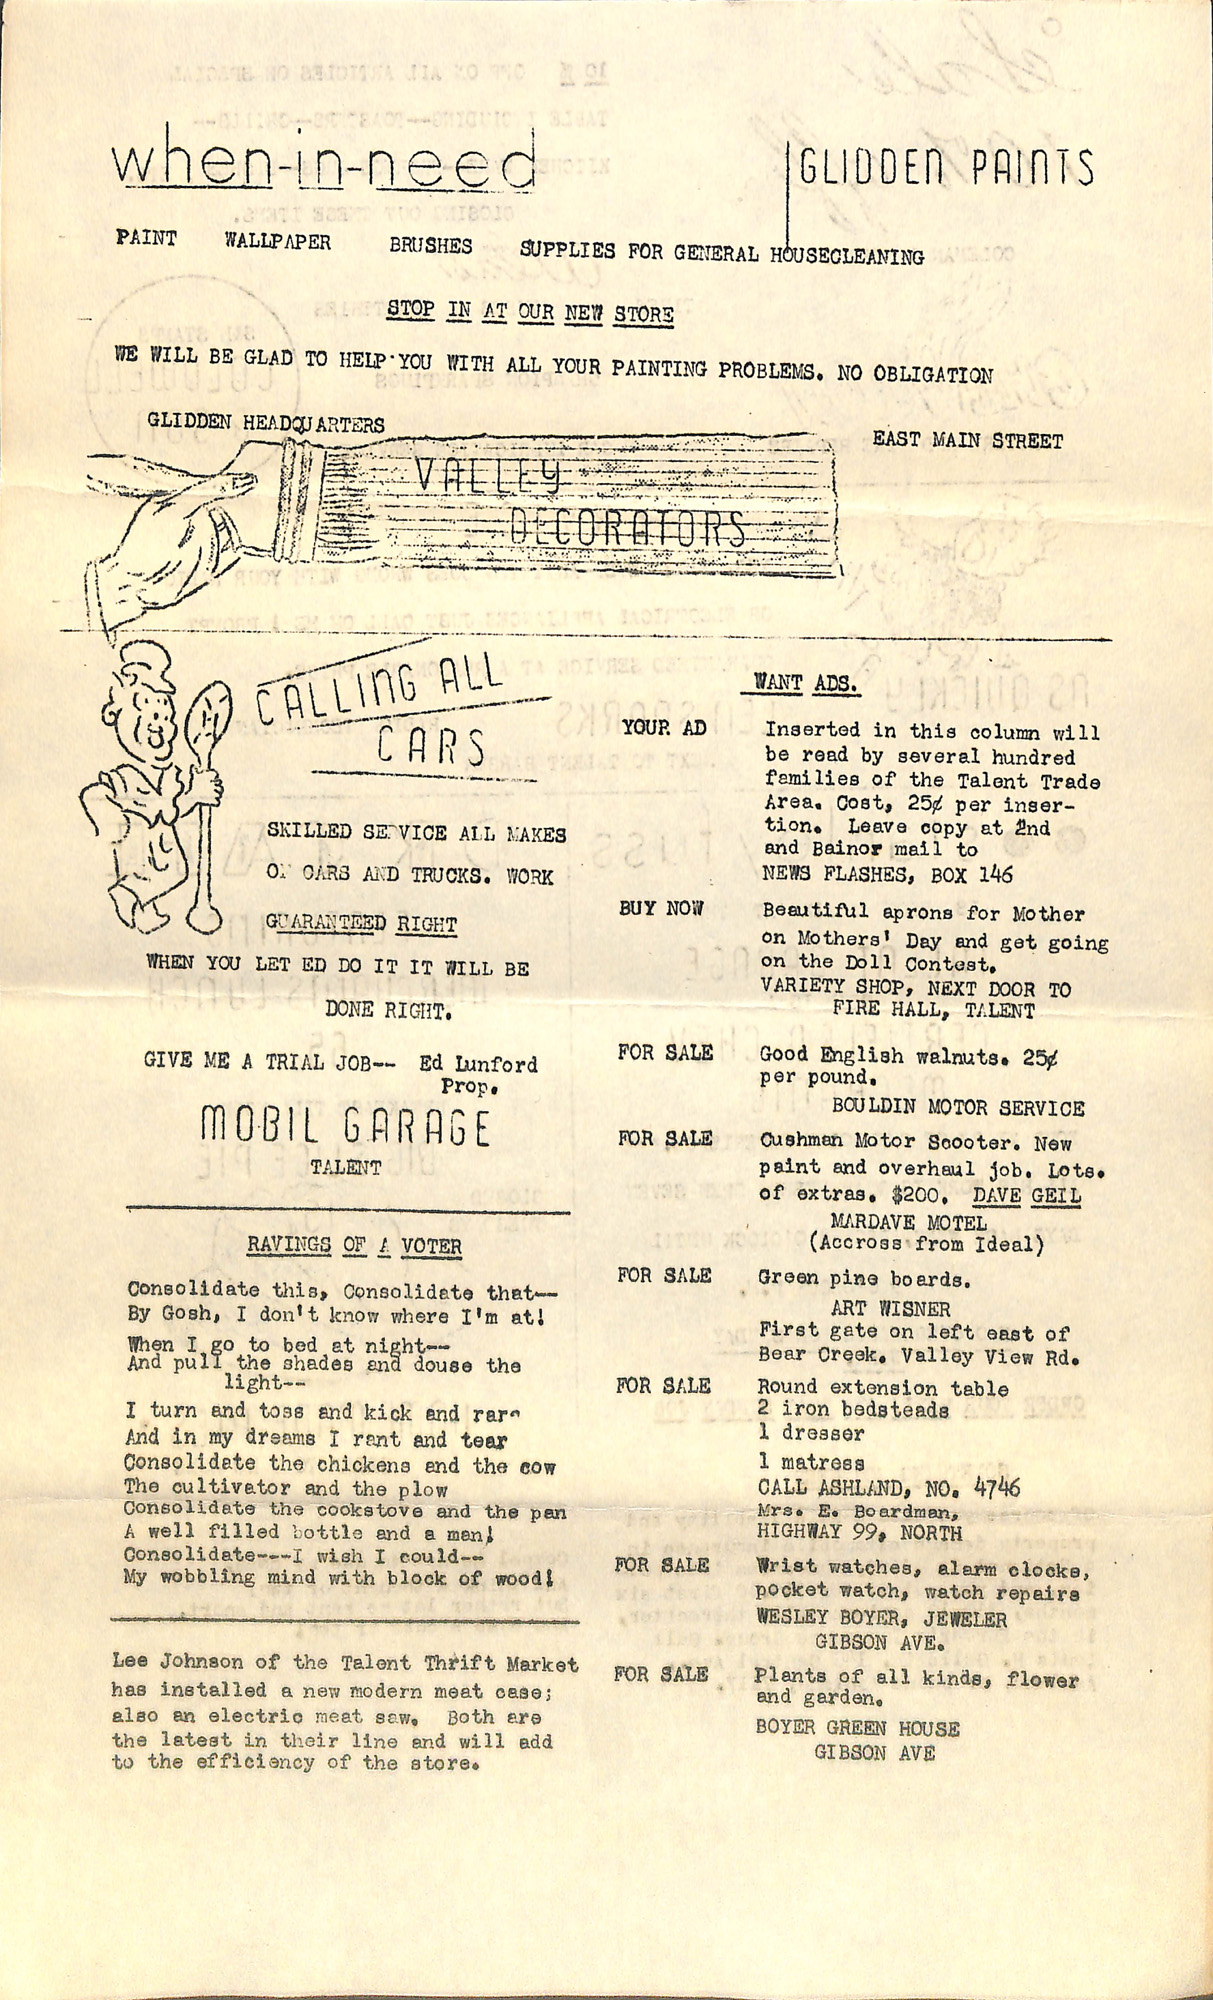 when-in-need
GLIDDEN PAINTS
PAINT WALLPAPER BRUSHES SUPPLIES FOR GENERAL HOUSECLEANING
STOP IN AT OUR NEW STORE
WE WILL BE GLAD TO HELP YOU WITH ALL YOUR PAINTING PROBLEMS. NO OBLIGATION
GLIDDEN HEADQUARTERS
EAST MAIN STREET
VALLEY
DECORATORS
CALLING ALL
CARS
SKILLED SERVICE ALL MAKES
OF CARS AND TRUCKS. WORK
GUARANTEED RIGHT
WHEN YOU LET ED DO IT IT WILL BE
DONE RIGHT.
GIVE ME A TRIAL JOB-- Ed Lunford
Prop.
MOBIL GARAGE
TALENT
RAVINGS OF A VOTER
Consolidate this, Consolidate that--
By Gosh, I don't know where I'm at!
When I go to bed at night--
And pull the shades and douse the
light--
I turn and toss and kick and rare
And in my dreams I rant and tear
Consolidate the chickens and the cow
The cultivator and the plow
Consolidate the cookstove and the pan
A well filled bottle and a man!
Consolidate---I wish I could--
My wobbling mind with block of wood!
Lee Johnson of the Talent Thrift Market
has installed a new modern meat case;
also an electric meat saw. Both are
the latest in their line and will add
to the efficiency of the store.
WANT ADS.
YOUR AD Inserted in this column will
be read by several hundred
families of the Talent Trade
Area. Cost, 25¢ per inser-
tion. Leave copy at 2nd
and Bainor mail to
NEWS FLASHES, BOX 146
BUY NOW Beautiful aprons for Mother
on Mothers' Day and get going
on the Doll Contest.
VARIETY SHOP, NEXT DOOR TO
FIRE HALL, TALENT
FOR SALE Good English walnuts. 25¢
per pound.
BOULDIN MOTOR SERVICE
FOR SALE Cushman Motor Scooter. New
paint and overhaul job. Lots.
of extras. $200. DAVE GEIL
MARDAVE MOTEL
(Accross from Ideal)
FOR SALE Green pine boards.
ART WISNER
First gate on left east of
Bear Creek. Valley View Rd.
FOR SALE Round extension table
2 iron bedsteads
1 dresser
1 matress
CALL ASHLAND, NO. 4746
Mrs. E. Boardman,
HIGHWAY 99, NORTH
FOR SALE Wrist watches, alarm clocks,
pocket watch, watch repairs
WESLEY BOYER, JEWELER
GIBSON AVE.
FOR SALE Plants of all kinds, flower
and garden.
BOYER GREEN HOUSE
GIBSON AVE